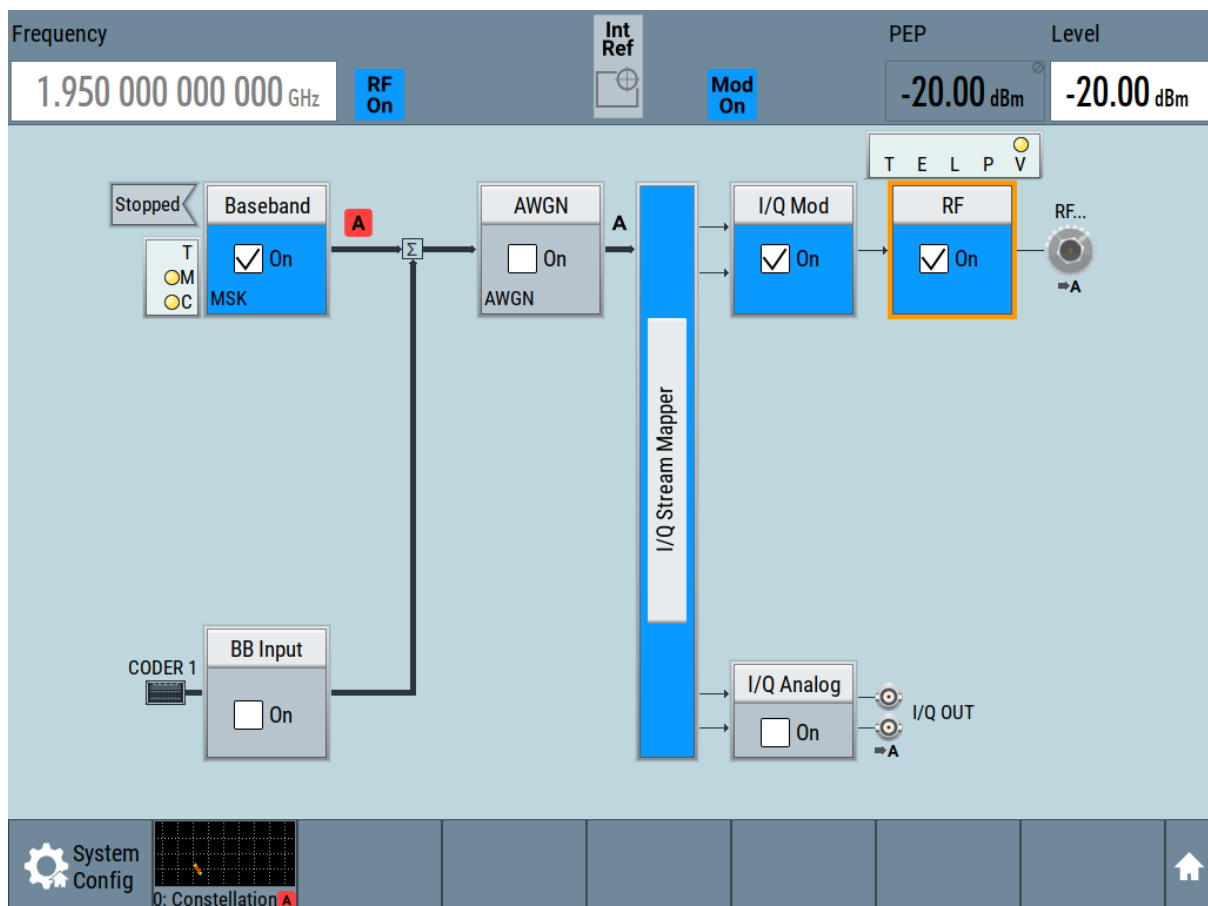 Frequency
Int
Ref
PEP
Level
1.950 000 000 000 GHz
RF
On
Mod
On
-20.00 dBm
-20.00 dBm
T E L P V
Stopped
Baseband
A
AWGN
A
I/Q Mod
RF
RF...
T
M
C
On
MSK
Σ
On
AWGN
On
On
A
I/Q Stream Mapper
BB Input
CODER 1
On
I/Q Analog
On
I/Q OUT
A
System
Config
0: Constellation A